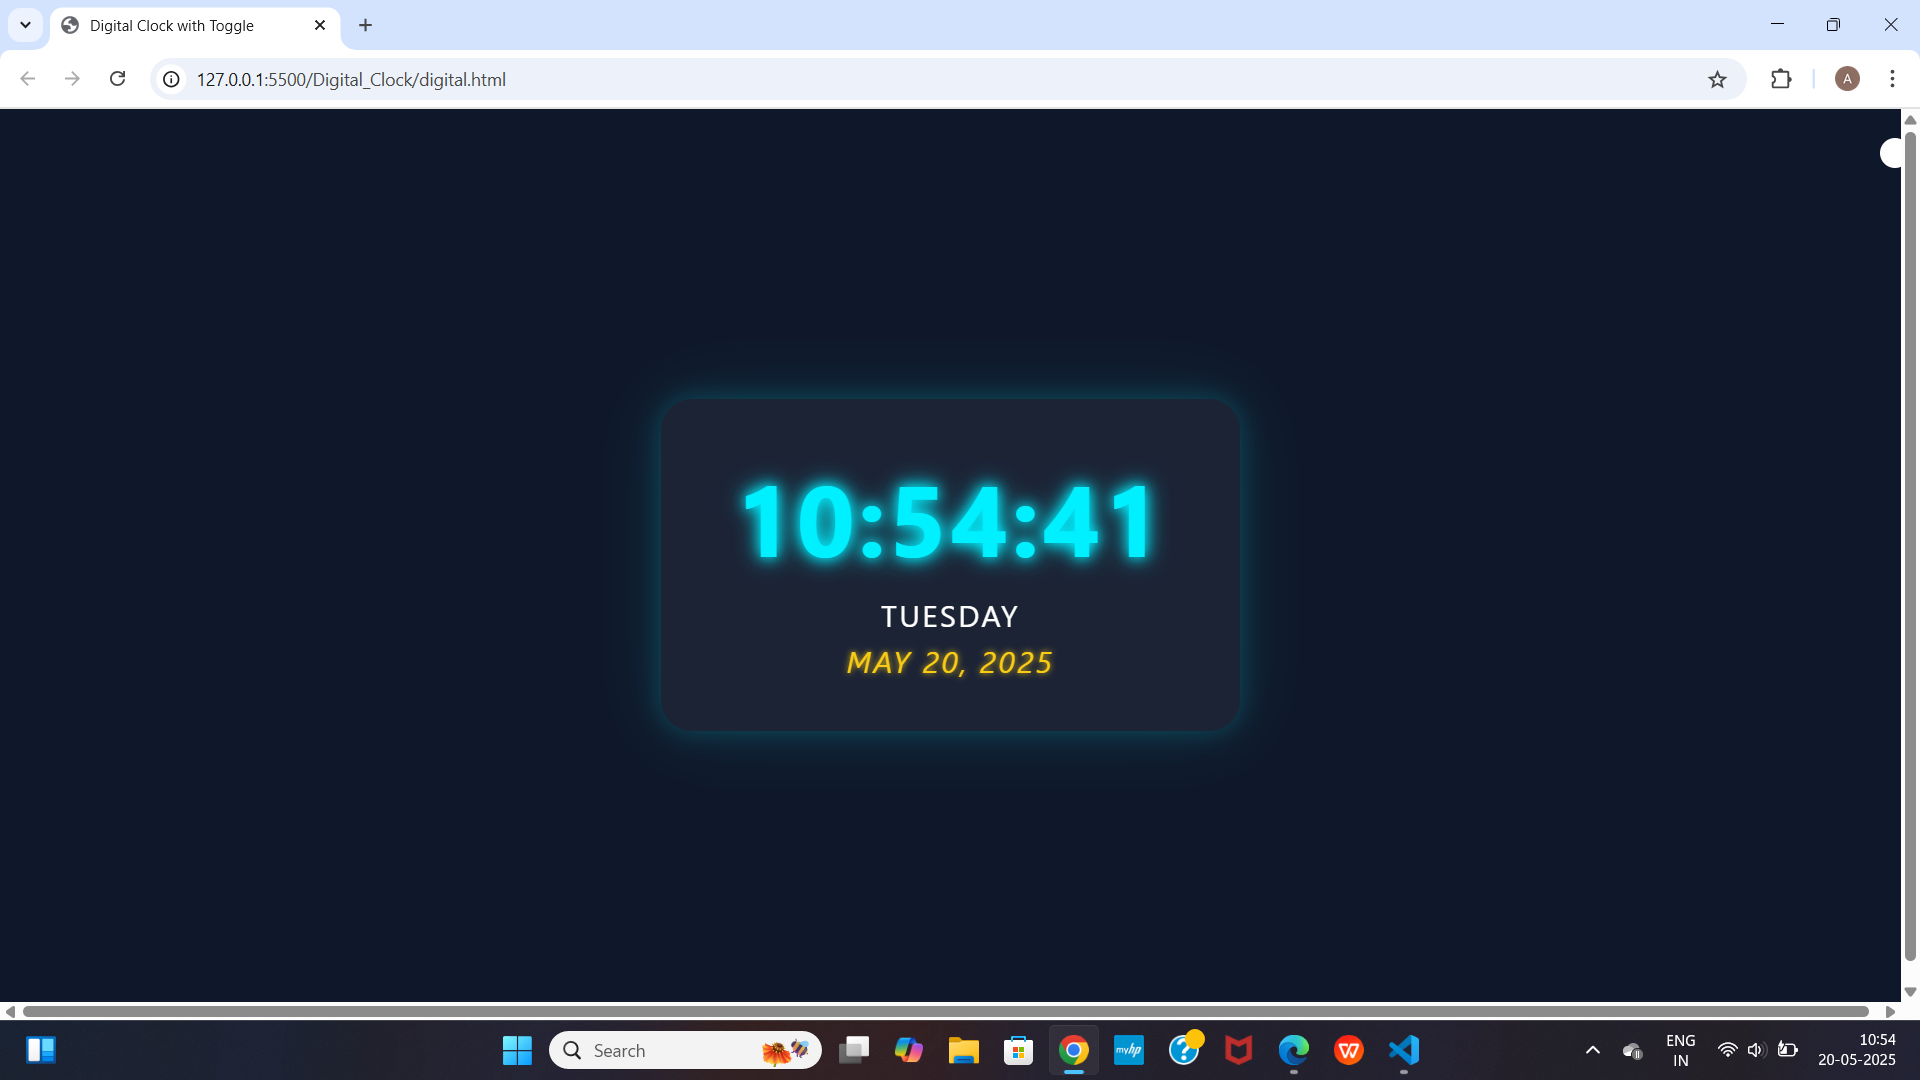 Digital Clock with Toggle
127.0.0.1:5500/Digital_Clock/digital.html
A
10:54:41
TUESDAY
MAY 20, 2025
Search
myhp
?
W
ENG
IN
10:54
20-05-2025